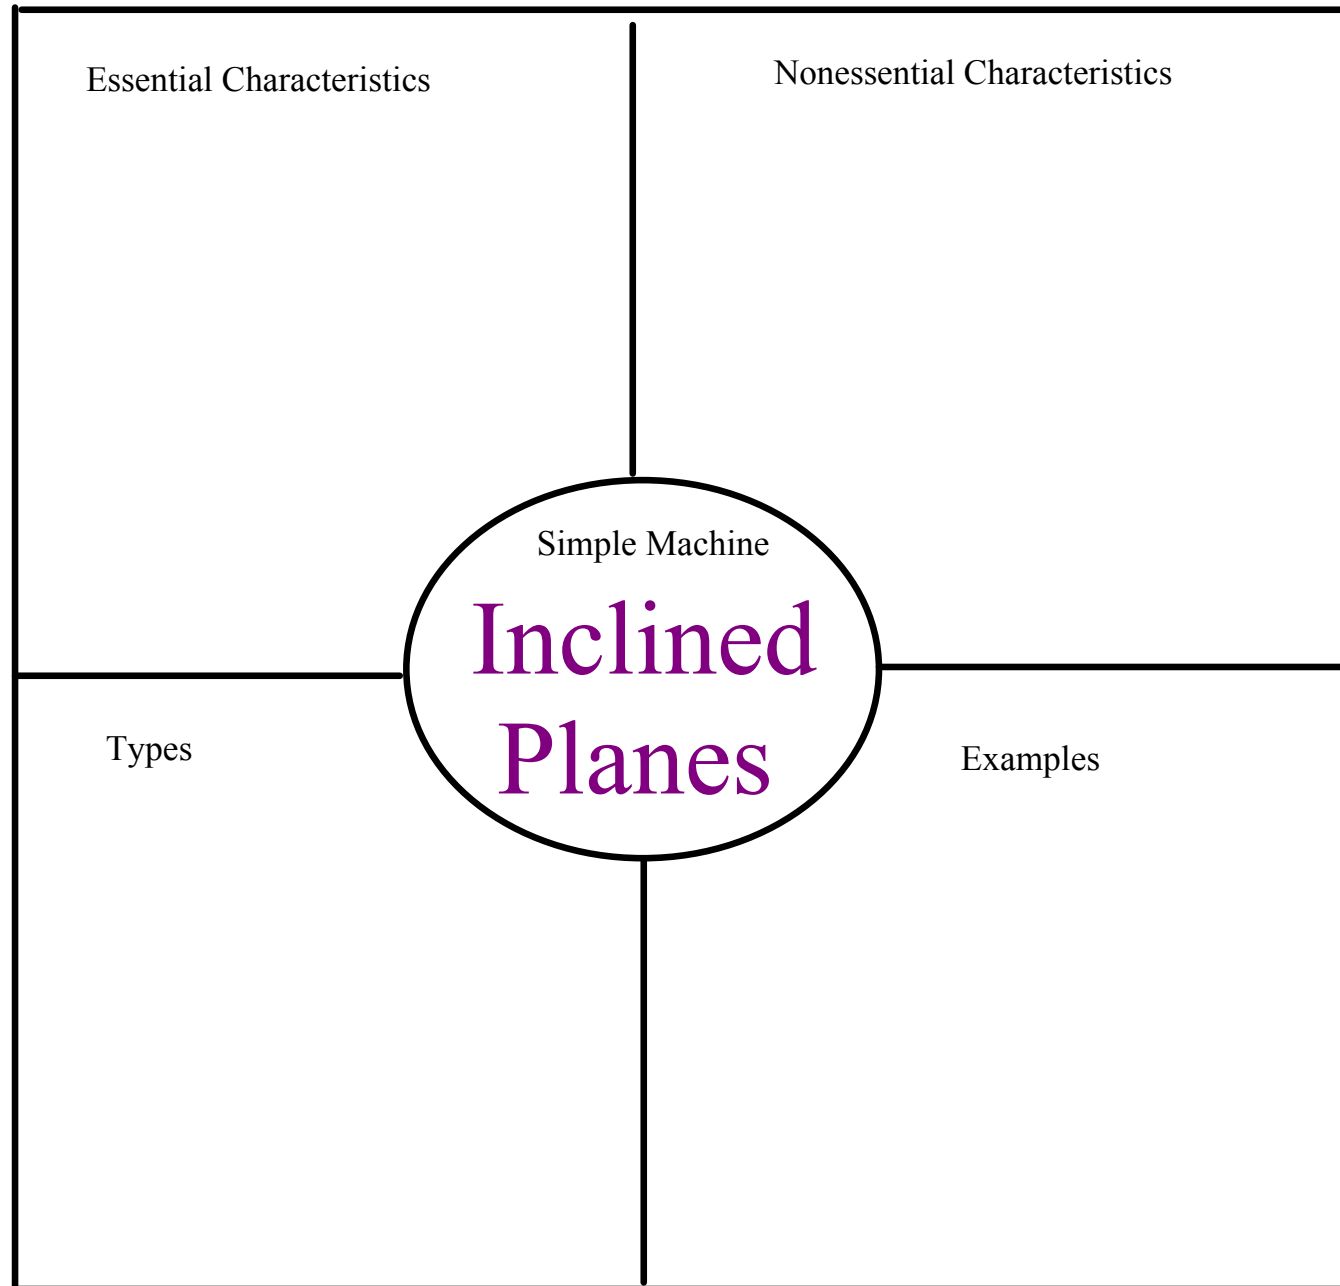 Essential Characteristics
Nonessential Characteristics
Simple Machine
Inclined
Planes
Types
Examples